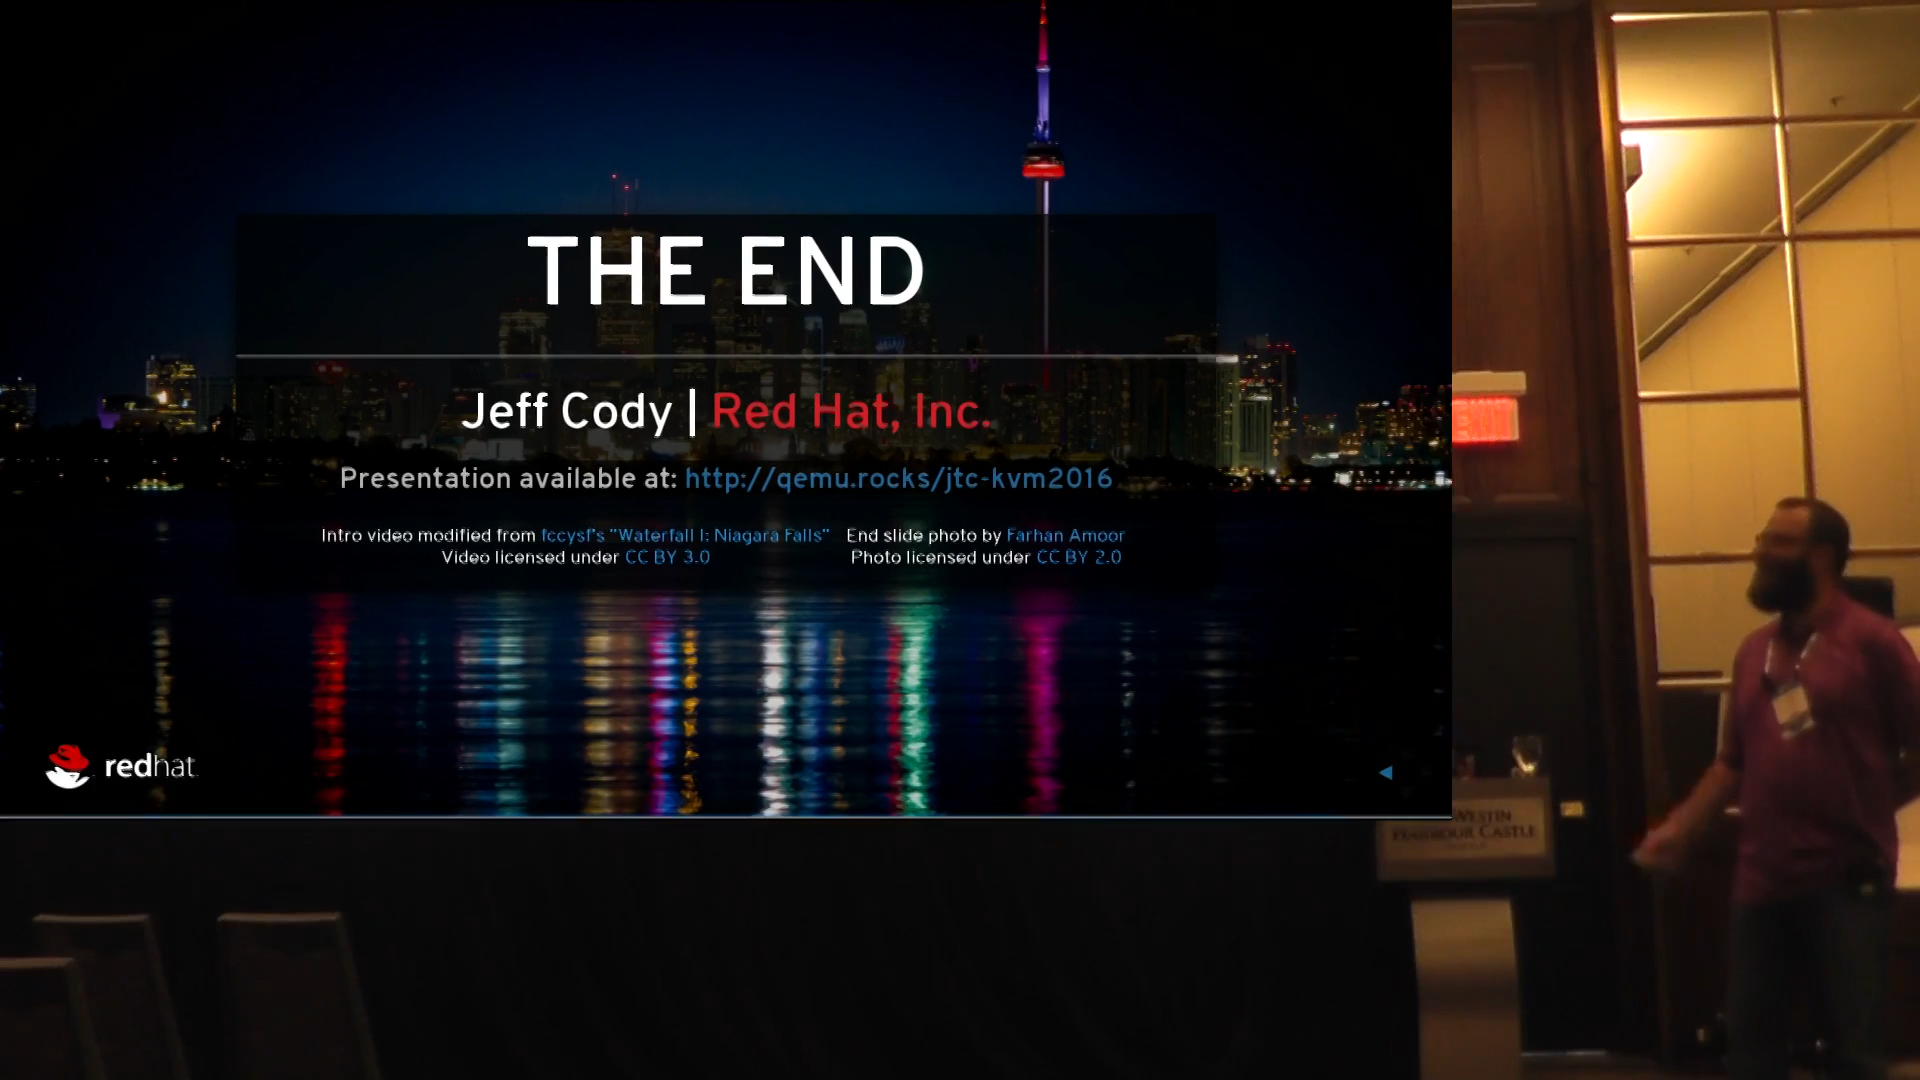 THE END
Jeff Cody | Red Hat, Inc.
Presentation available at: http://qemu.rocks/jtc-kvm2016
Intro video modified from fccysf's "Waterfall I: Niagara Falls"
Video licensed under CC BY 3.0
End slide photo by Farhan Amoor
Photo licensed under CC BY 2.0
redhat.
WESTIN
HARBOUR CASTLE